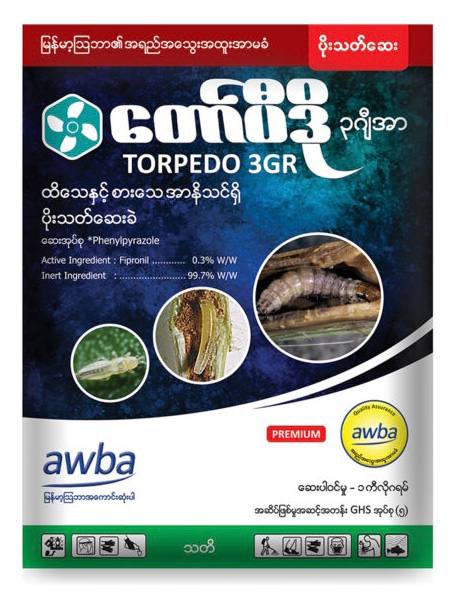 မြန်မာ့ဩဘာ၏ အရည်အသွေးအထူးအာမခံ
ပိုးသတ်ဆေး
တော်ပီဒို ၃ဂျီအာ
TORPEDO 3GR
ထိသေနှင့် စားသေ အာနိသင်ရှိ
ပိုးသတ်ဆေးခဲ
ဆေးအုပ်စု *Phenylpyrazole
Active Ingredient : Fipronil ............ 0.3% W/W
Inert Ingredient : ....................... 99.7% W/W
Quality Assurance
PREMIUM
awba
awba
မြန်မာ့ဩဘာအကောင်းဆုံးပါ
ဆေးပါဝင်မှု - ၁ ကီလိုဂရမ်
အဆိပ်ဖြစ်မှုအဆင့်အတန်း GHS အုပ်စု (၅)
သတိ